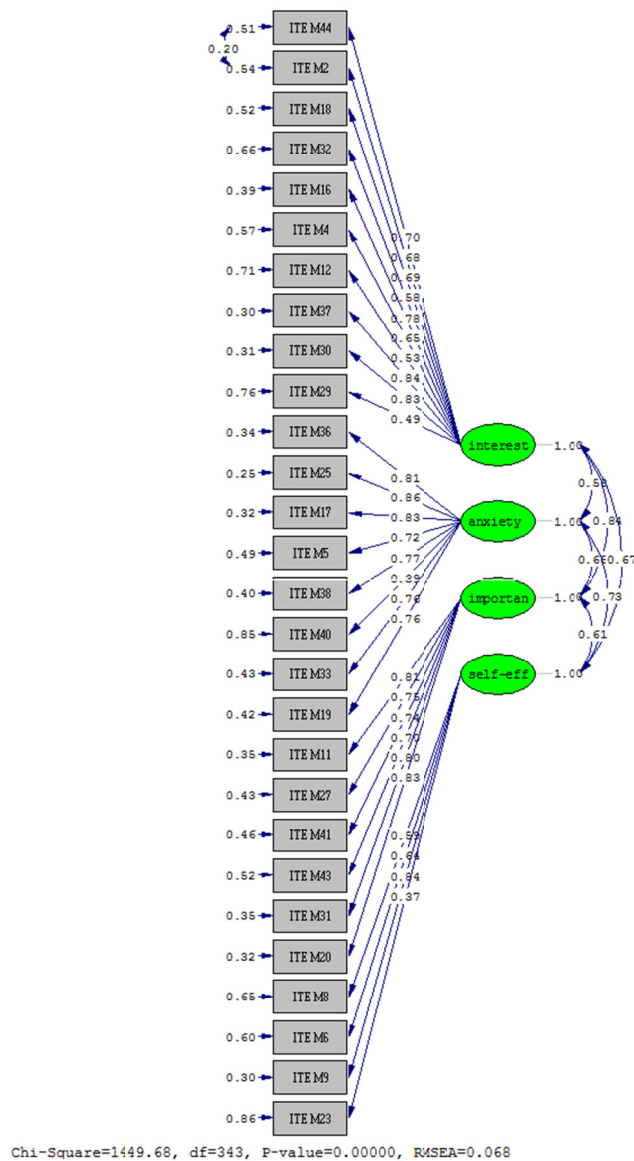 0.51 ITEM44
0.20
0.54 ITEM2
0.52 ITEM18
0.66 ITEM32
0.39 ITEM16
0.57 ITEM4
0.71 ITEM12
0.30 ITEM37
0.31 ITEM30
0.76 ITEM29
0.34 ITEM36
0.25 ITEM25
0.32 ITEM17
0.49 ITEM5
0.40 ITEM38
0.85 ITEM40
0.43 ITEM33
0.42 ITEM19
0.35 ITEM11
0.43 ITEM27
0.46 ITEM41
0.52 ITEM43
0.35 ITEM31
0.32 ITEM20
0.65 ITEM8
0.60 ITEM6
0.30 ITEM9
0.86 ITEM23
0.70
0.68
0.69
0.58
0.78
0.65
0.53
0.84
0.83
0.49
0.81
0.86
0.83
0.72
0.77
0.39
0.76
0.76
0.81
0.75
0.74
0.70
0.80
0.83
0.59
0.64
0.84
0.37
interest 1.00
anxiety 1.00
importan 1.00
self-eff 1.00
0.84
0.67
0.73
0.61
Chi-Square=1449.68, df=343, P-value=0.00000, RMSEA=0.068